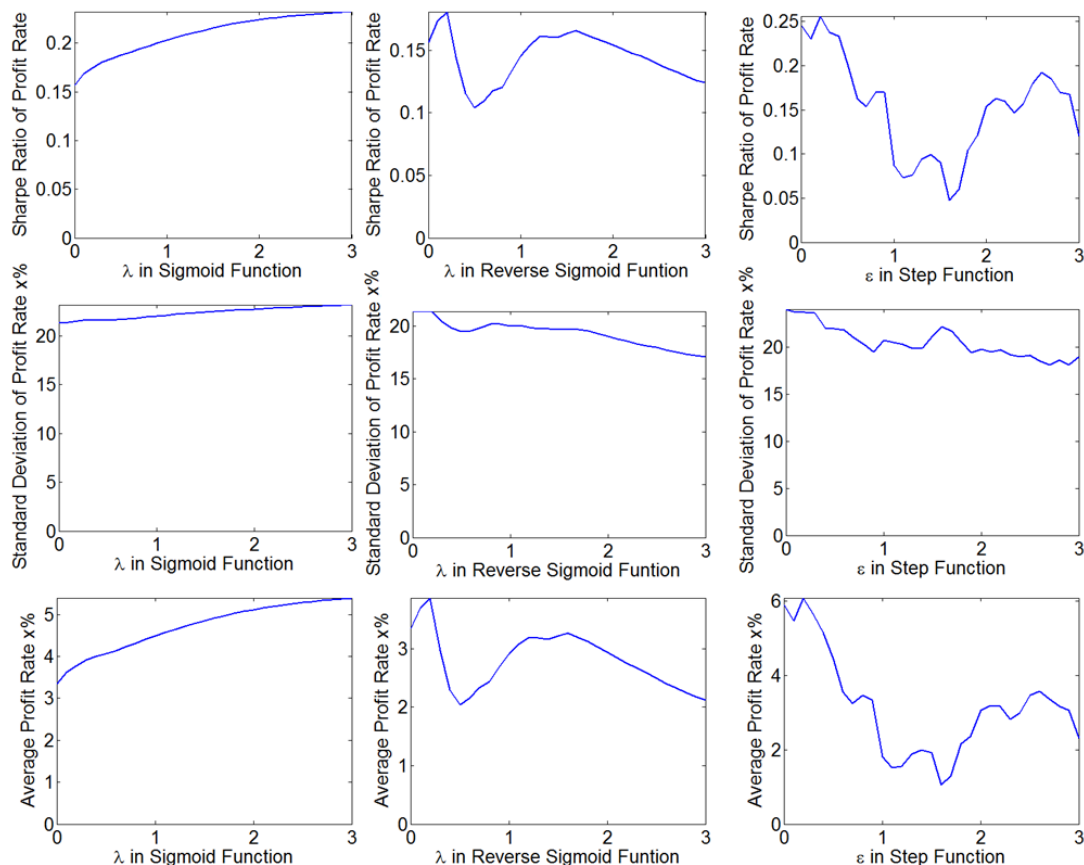 Sharpe Ratio of Profit Rate
0.2
0.15
0.1
0.05
0
0 1 2 3
λ in Sigmoid Function
Sharpe Ratio of Profit Rate
0.15
0.1
0.05
0
0 1 2 3
λ in Reverse Sigmoid Funtion
Sharpe Ratio of Profit Rate
0.25
0.2
0.15
0.1
0.05
0
0 1 2 3
ε in Step Function
Standard Deviation of Profit Rate x%
20
15
10
5
0
0 1 2 3
λ in Sigmoid Function
Standard Deviation of Profit Rate x%
20
15
10
5
0
0 1 2 3
λ in Reverse Sigmoid Funtion
Standard Deviation of Profit Rate x%
20
15
10
5
0
0 1 2 3
ε in Step Function
Average Profit Rate x%
5
4
3
2
1
0
0 1 2 3
λ in Sigmoid Function
Average Profit Rate x%
3
2
1
0
0 1 2 3
λ in Reverse Sigmoid Funtion
Average Profit Rate x%
6
4
2
0
0 1 2 3
ε in Step Function